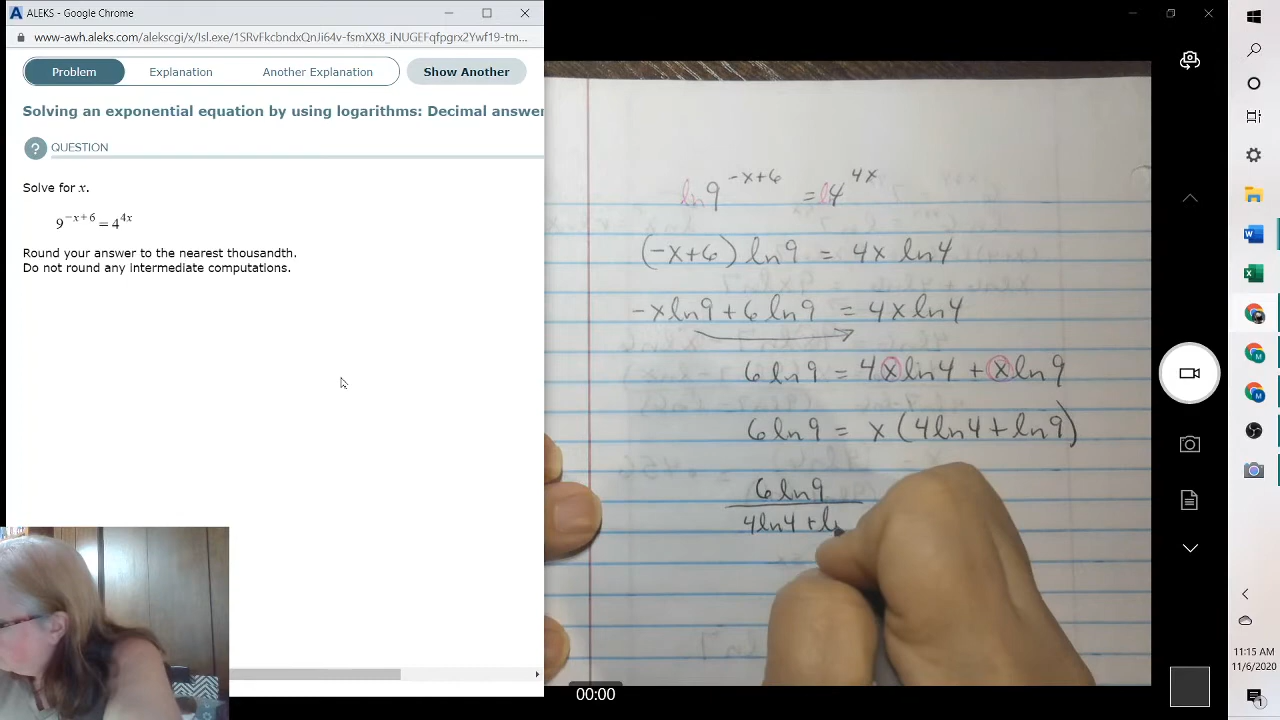 ALEKS - Google Chrome
www-awh.aleks.com/alekscgi/x/Isl.exe/1SRvFkcbndxQnJi64v-fsmXX8_iNUGEFqfpgrx2Ywf19-tm...
Problem
Explanation
Another Explanation
Show Another
Solving an exponential equation by using logarithms: Decimal answer
? QUESTION
Solve for x.
9^(−x+6) = 4^(4x)
Round your answer to the nearest thousandth.
Do not round any intermediate computations.
ln 9^(-x+6) = ln 4^(4x)
(-x+6) ln 9 = 4x ln 4
-x ln 9 + 6 ln 9 = 4x ln 4
6 ln 9 = 4x ln 4 + x ln 9
6 ln 9 = x (4 ln 4 + ln 9)
6 ln 9
4 ln 4 + l
ln 7
00:00
11:15 AM
11/6/2020